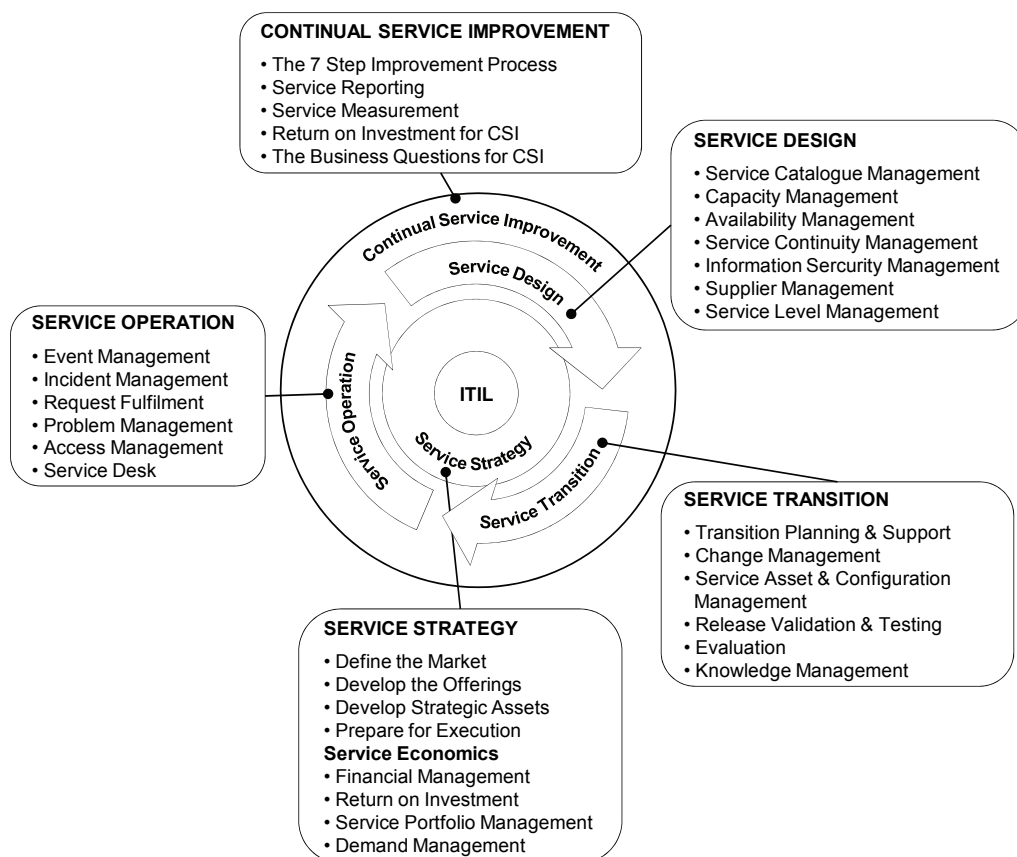 CONTINUAL SERVICE IMPROVEMENT
• The 7 Step Improvement Process
• Service Reporting
• Service Measurement
• Return on Investment for CSI
• The Business Questions for CSI
SERVICE DESIGN
• Service Catalogue Management
• Capacity Management
• Availability Management
• Service Continuity Management
• Information Sercurity Management
• Supplier Management
• Service Level Management
Continual Service Improvement
Service Design
SERVICE OPERATION
• Event Management
• Incident Management
• Request Fulfilment
• Problem Management
• Access Management
• Service Desk
Service Operation
ITIL
Service Strategy
Service Transition
SERVICE TRANSITION
• Transition Planning & Support
• Change Management
• Service Asset & Configuration
Management
• Release Validation & Testing
• Evaluation
• Knowledge Management
SERVICE STRATEGY
• Define the Market
• Develop the Offerings
• Develop Strategic Assets
• Prepare for Execution
Service Economics
• Financial Management
• Return on Investment
• Service Portfolio Management
• Demand Management